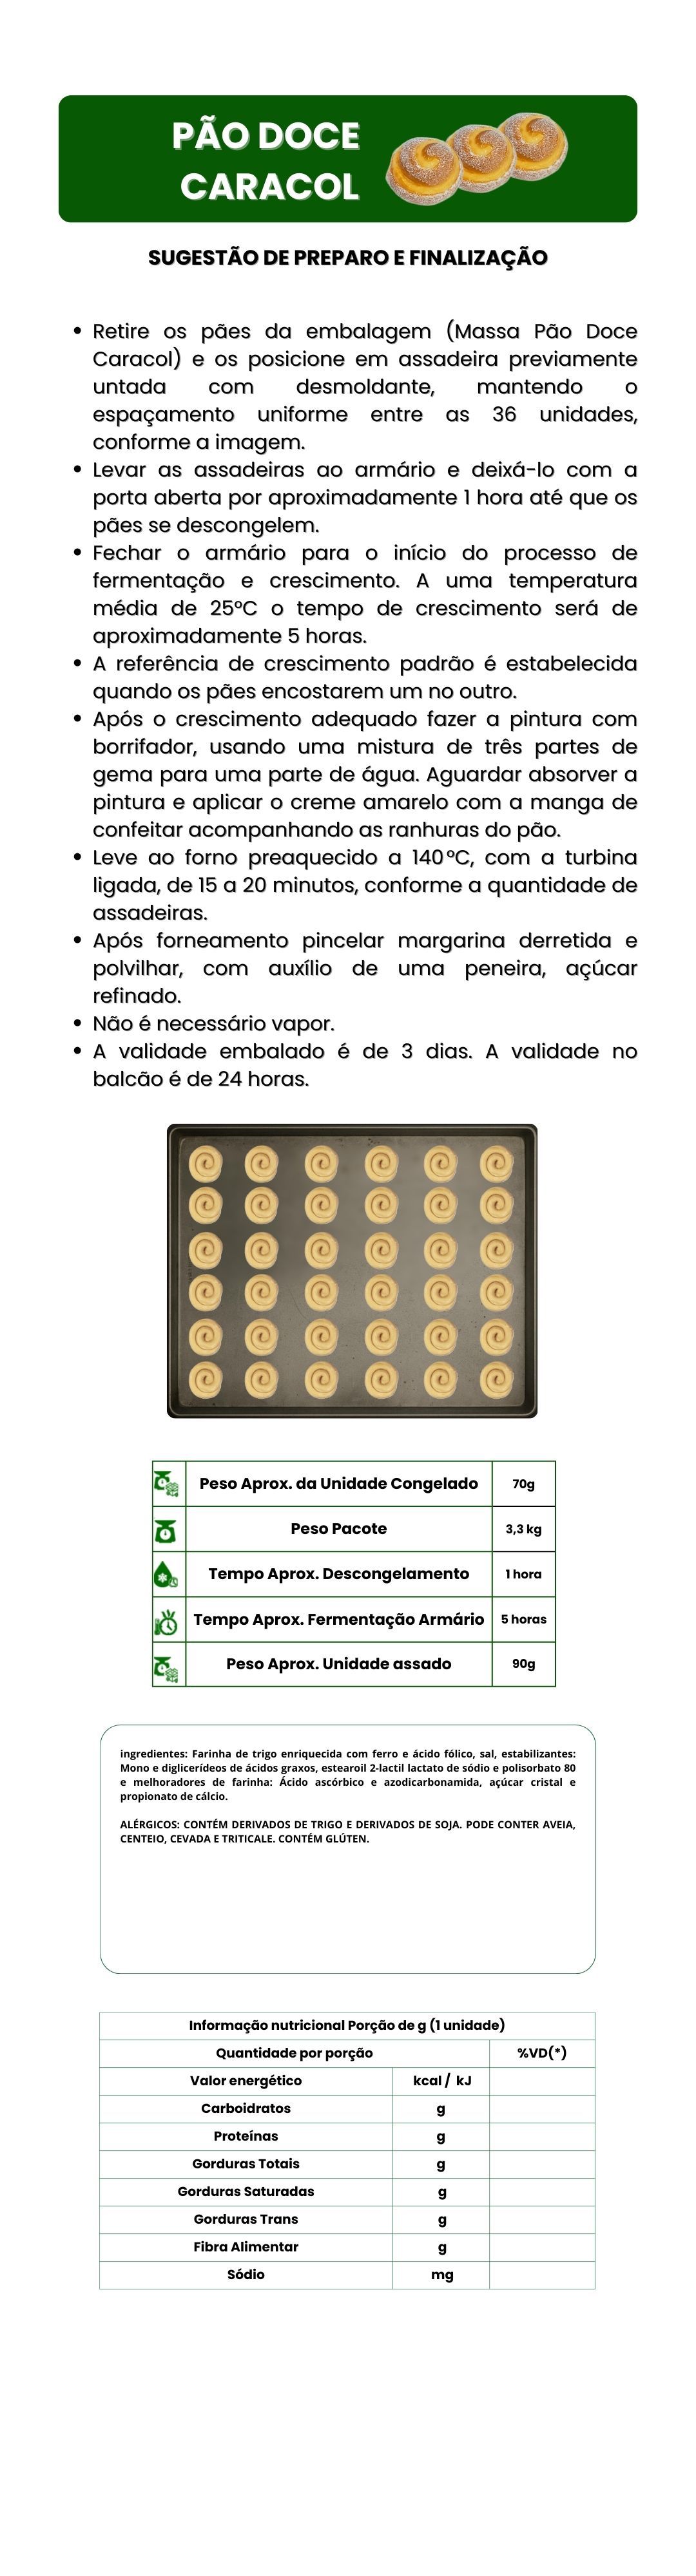 PÃO DOCE
CARACOL
SUGESTÃO DE PREPARO E FINALIZAÇÃO
• Retire os pães da embalagem (Massa Pão Doce
Caracol) e os posicione em assadeira previamente
untada com desmoldante, mantendo o
espaçamento uniforme entre as 36 unidades,
conforme a imagem.
• Levar as assadeiras ao armário e deixá-lo com a
porta aberta por aproximadamente 1 hora até que os
pães se descongelem.
• Fechar o armário para o início do processo de
fermentação e crescimento. A uma temperatura
média de 25°C o tempo de crescimento será de
aproximadamente 5 horas.
• A referência de crescimento padrão é estabelecida
quando os pães encostarem um no outro.
• Após o crescimento adequado fazer a pintura com
borrifador, usando uma mistura de três partes de
gema para uma parte de água. Aguardar absorver a
pintura e aplicar o creme amarelo com a manga de
confeitar acompanhando as ranhuras do pão.
• Leve ao forno preaquecido a 140°C, com a turbina
ligada, de 15 a 20 minutos, conforme a quantidade de
assadeiras.
• Após forneamento pincelar margarina derretida e
polvilhar, com auxílio de uma peneira, açúcar
refinado.
• Não é necessário vapor.
• A validade embalado é de 3 dias. A validade no
balcão é de 24 horas.
Peso Aprox. da Unidade Congelado 70g
Peso Pacote 3,3 kg
Tempo Aprox. Descongelamento 1 hora
Tempo Aprox. Fermentação Armário 5 horas
Peso Aprox. Unidade assado 90g
ingredientes: Farinha de trigo enriquecida com ferro e ácido fólico, sal, estabilizantes:
Mono e diglicerídeos de ácidos graxos, estearoil 2-lactil lactato de sódio e polisorbato 80
e melhoradores de farinha: Ácido ascórbico e azodicarbonamida, açúcar cristal e
propionato de cálcio.
ALÉRGICOS: CONTÉM DERIVADOS DE TRIGO E DERIVADOS DE SOJA. PODE CONTER AVEIA,
CENTEIO, CEVADA E TRITICALE. CONTÉM GLÚTEN.
Informação nutricional Porção de g (1 unidade)
Quantidade por porção %VD(*)
Valor energético kcal / kJ
Carboidratos g
Proteínas g
Gorduras Totais g
Gorduras Saturadas g
Gorduras Trans g
Fibra Alimentar g
Sódio mg